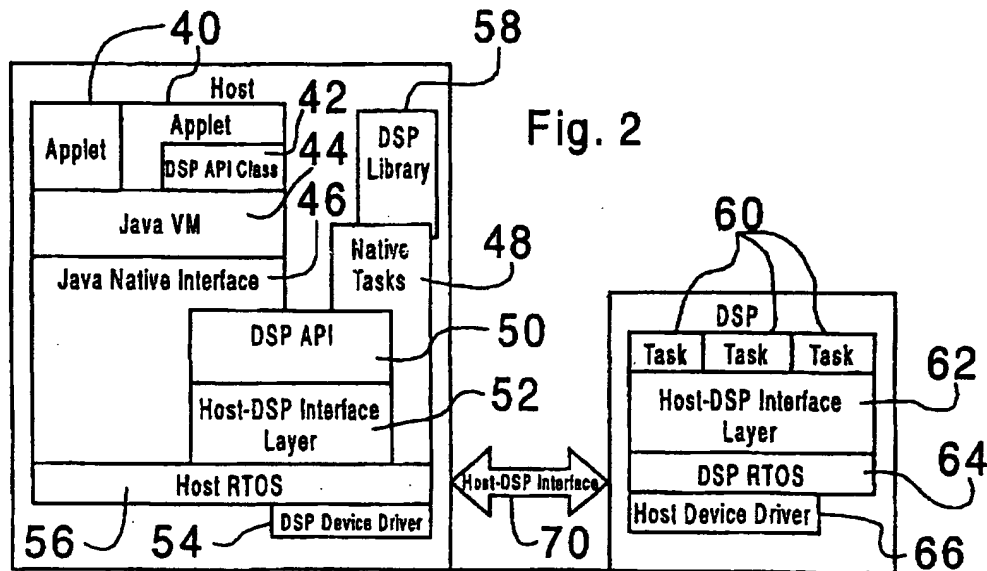 40
58
Host
42
Applet
Applet
DSP API Class
44
DSP
Library
Fig. 2
Java VM
46
Java Native Interface
Native
Tasks
48
60
DSP API
50
DSP
Task
Task
Task
Host-DSP Interface
Layer
52
Host-DSP Interface
Layer
62
Host RTOS
Host-DSP Interface
DSP RTOS
64
56
54
DSP Device Driver
70
Host Device Driver
66